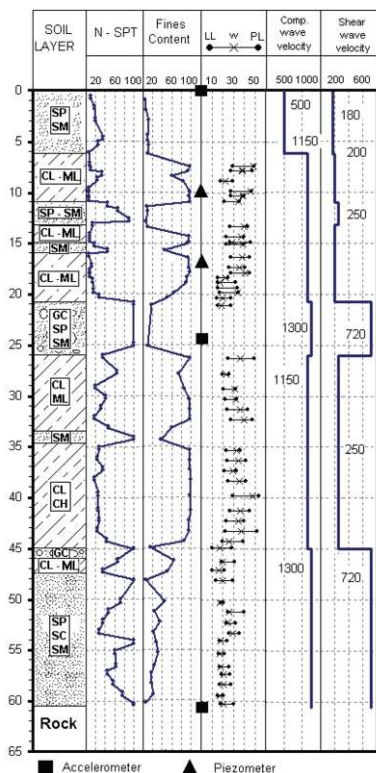 SOIL
LAYER
N - SPT
Fines
Content
LL w PL
Comp.
wave
velocity
Shear
wave
velocity
20 60 100
20 60 100
10 30 50
500 1000
200 600
0
5
10
15
20
25
30
35
40
45
50
55
60
65
SP
SM
CL - ML
SP - SM
CL - ML
SM
CL - ML
GC
SP
SM
CL
ML
SM
CL
CH
GC
CL - ML
SP
SC
SM
Rock
500
1150
1300
1150
1300
180
200
250
720
250
720
Accelerometer
Piezometer